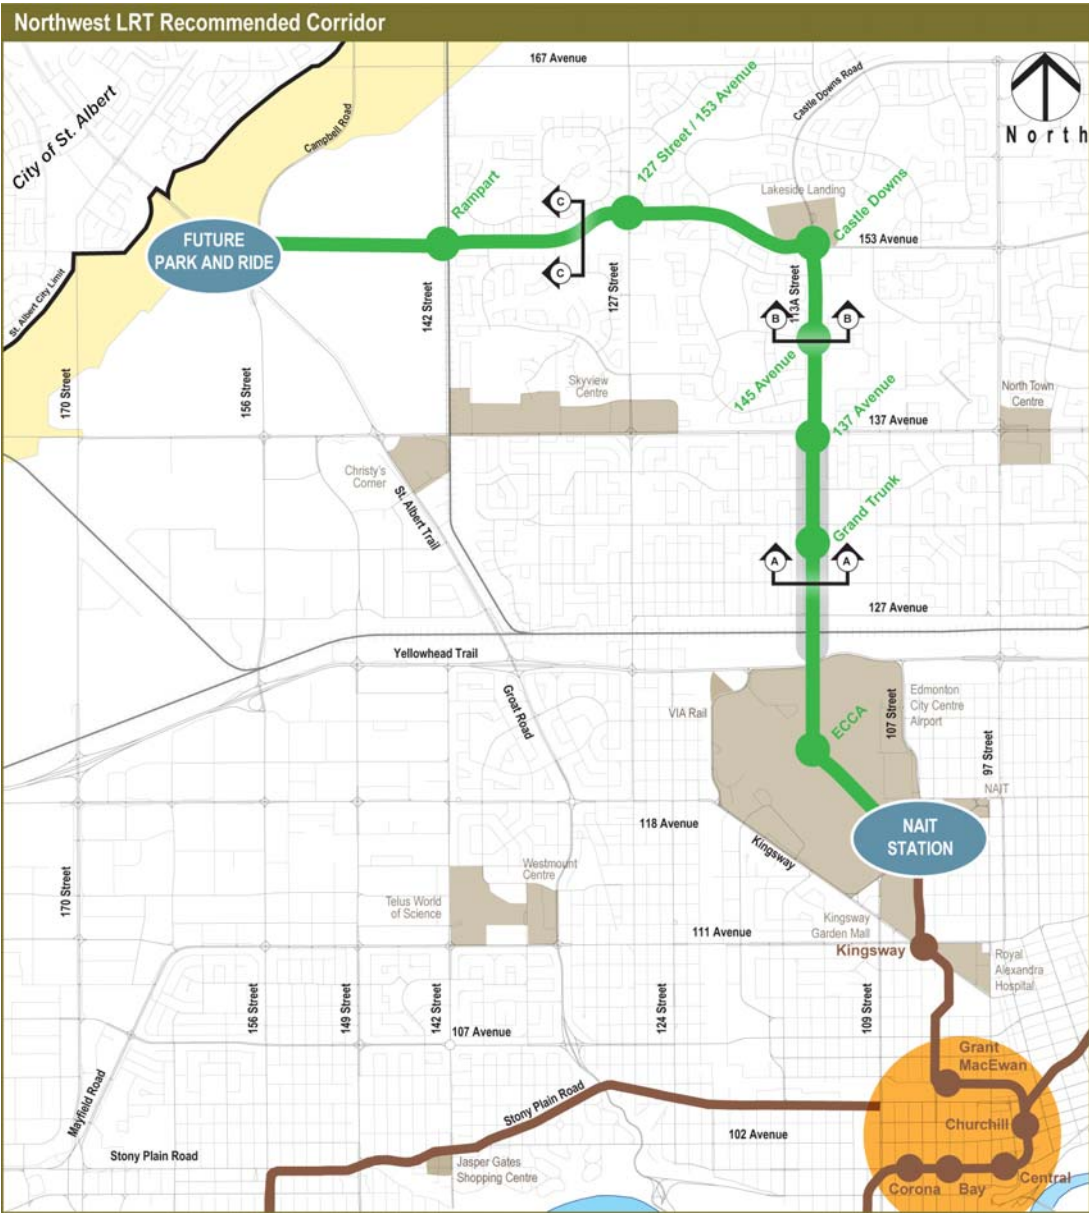 Northwest LRT Recommended Corridor
167 Avenue
City of St. Albert
Campbell Road
127 Street / 153 Avenue
Castle Downs Road
North
Rampart
C
Lakeside Landing
Castle Downs
FUTURE
PARK AND RIDE
153 Avenue
C
St. Albert City Limit
142 Street
127 Street
113A Street
B
B
170 Street
156 Street
145 Avenue
Skyview
Centre
137 Avenue
North Town
Centre
137 Avenue
Christy's
Corner
St. Albert Trail
Grand Trunk
A
A
127 Avenue
Yellowhead Trail
Groat Road
VIA Rail
ECCA
107 Street
Edmonton
City Centre
Airport
97 Street
NAIT
118 Avenue
Kingsway
NAIT
STATION
170 Street
Westmount
Centre
Telus World
of Science
Kingsway
Garden Mall
111 Avenue
Kingsway
Royal
Alexandra
Hospital
156 Street
149 Street
142 Street
124 Street
109 Street
107 Avenue
Grant
MacEwan
Mayfield Road
Stony Plain Road
Churchill
102 Avenue
Stony Plain Road
Jasper Gates
Shopping Centre
Corona
Bay
Central